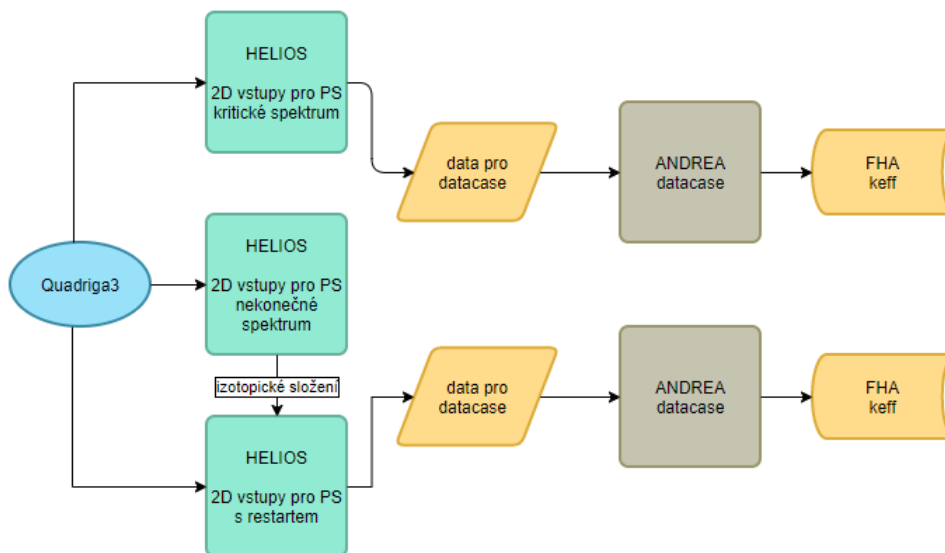 HELIOS
2D vstupy pro PS
kritické spektrum
data pro
datacase
ANDREA
datacase
FHA
keff
Quadriga3
HELIOS
2D vstupy pro PS
nekonečné
spektrum
izotopické složení
HELIOS
2D vstupy pro PS
s restartem
data pro
datacase
ANDREA
datacase
FHA
keff